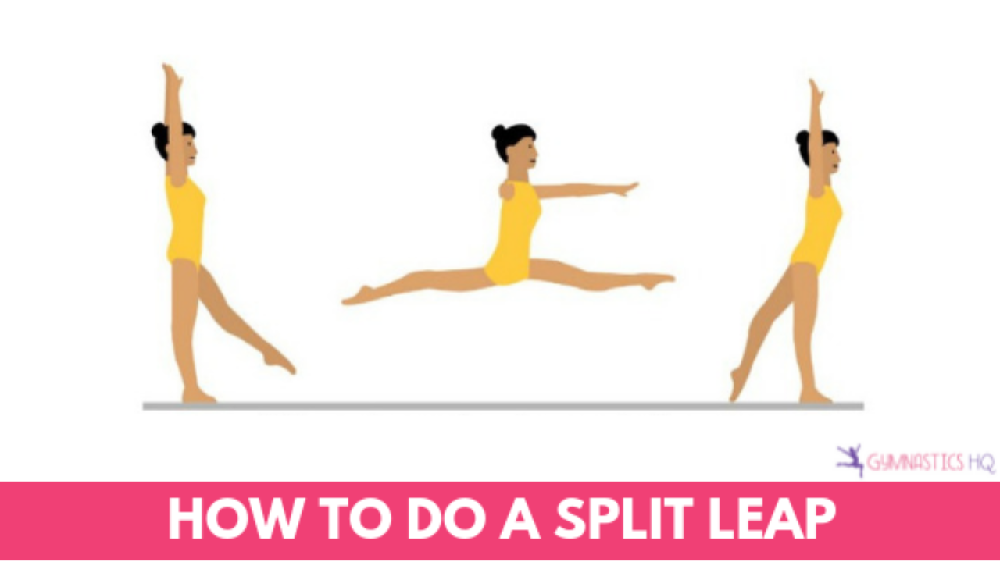 GYMNASTICS HQ
HOW TO DO A SPLIT LEAP